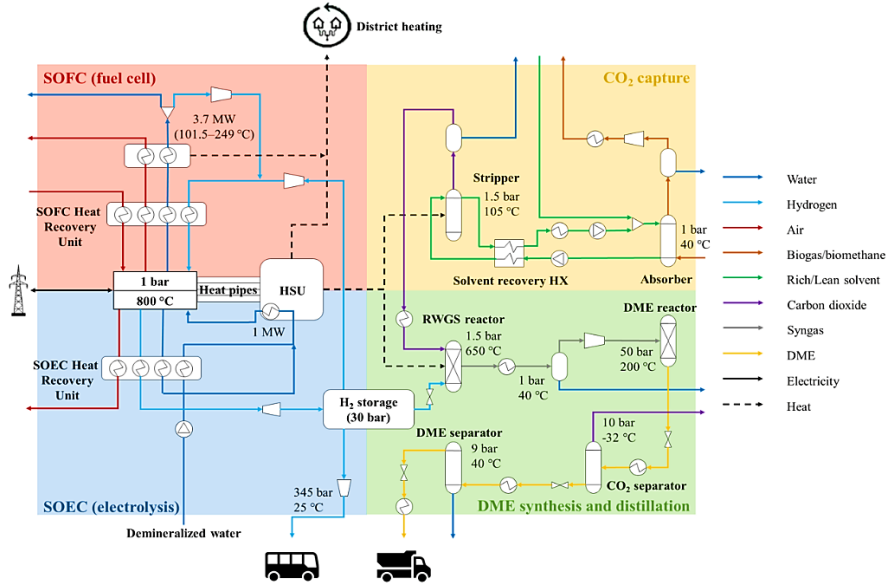 District heating
SOFC (fuel cell)
CO₂ capture
3.7 MW
(101.5–249 °C)
SOFC Heat
Recovery
Unit
Stripper
1.5 bar
105 °C
1 bar
40 °C
Solvent recovery HX
Absorber
1 bar
800 °C
Heat pipes
HSU
1 MW
SOEC Heat
Recovery
Unit
RWGS reactor
1.5 bar
650 °C
DME reactor
50 bar
200 °C
1 bar
40 °C
H₂ storage
(30 bar)
DME separator
9 bar
40 °C
10 bar
-32 °C
CO₂ separator
345 bar
25 °C
SOEC (electrolysis)
DME synthesis and distillation
Demineralized water
Water
Hydrogen
Air
Biogas/biomethane
Rich/Lean solvent
Carbon dioxide
Syngas
DME
Electricity
Heat